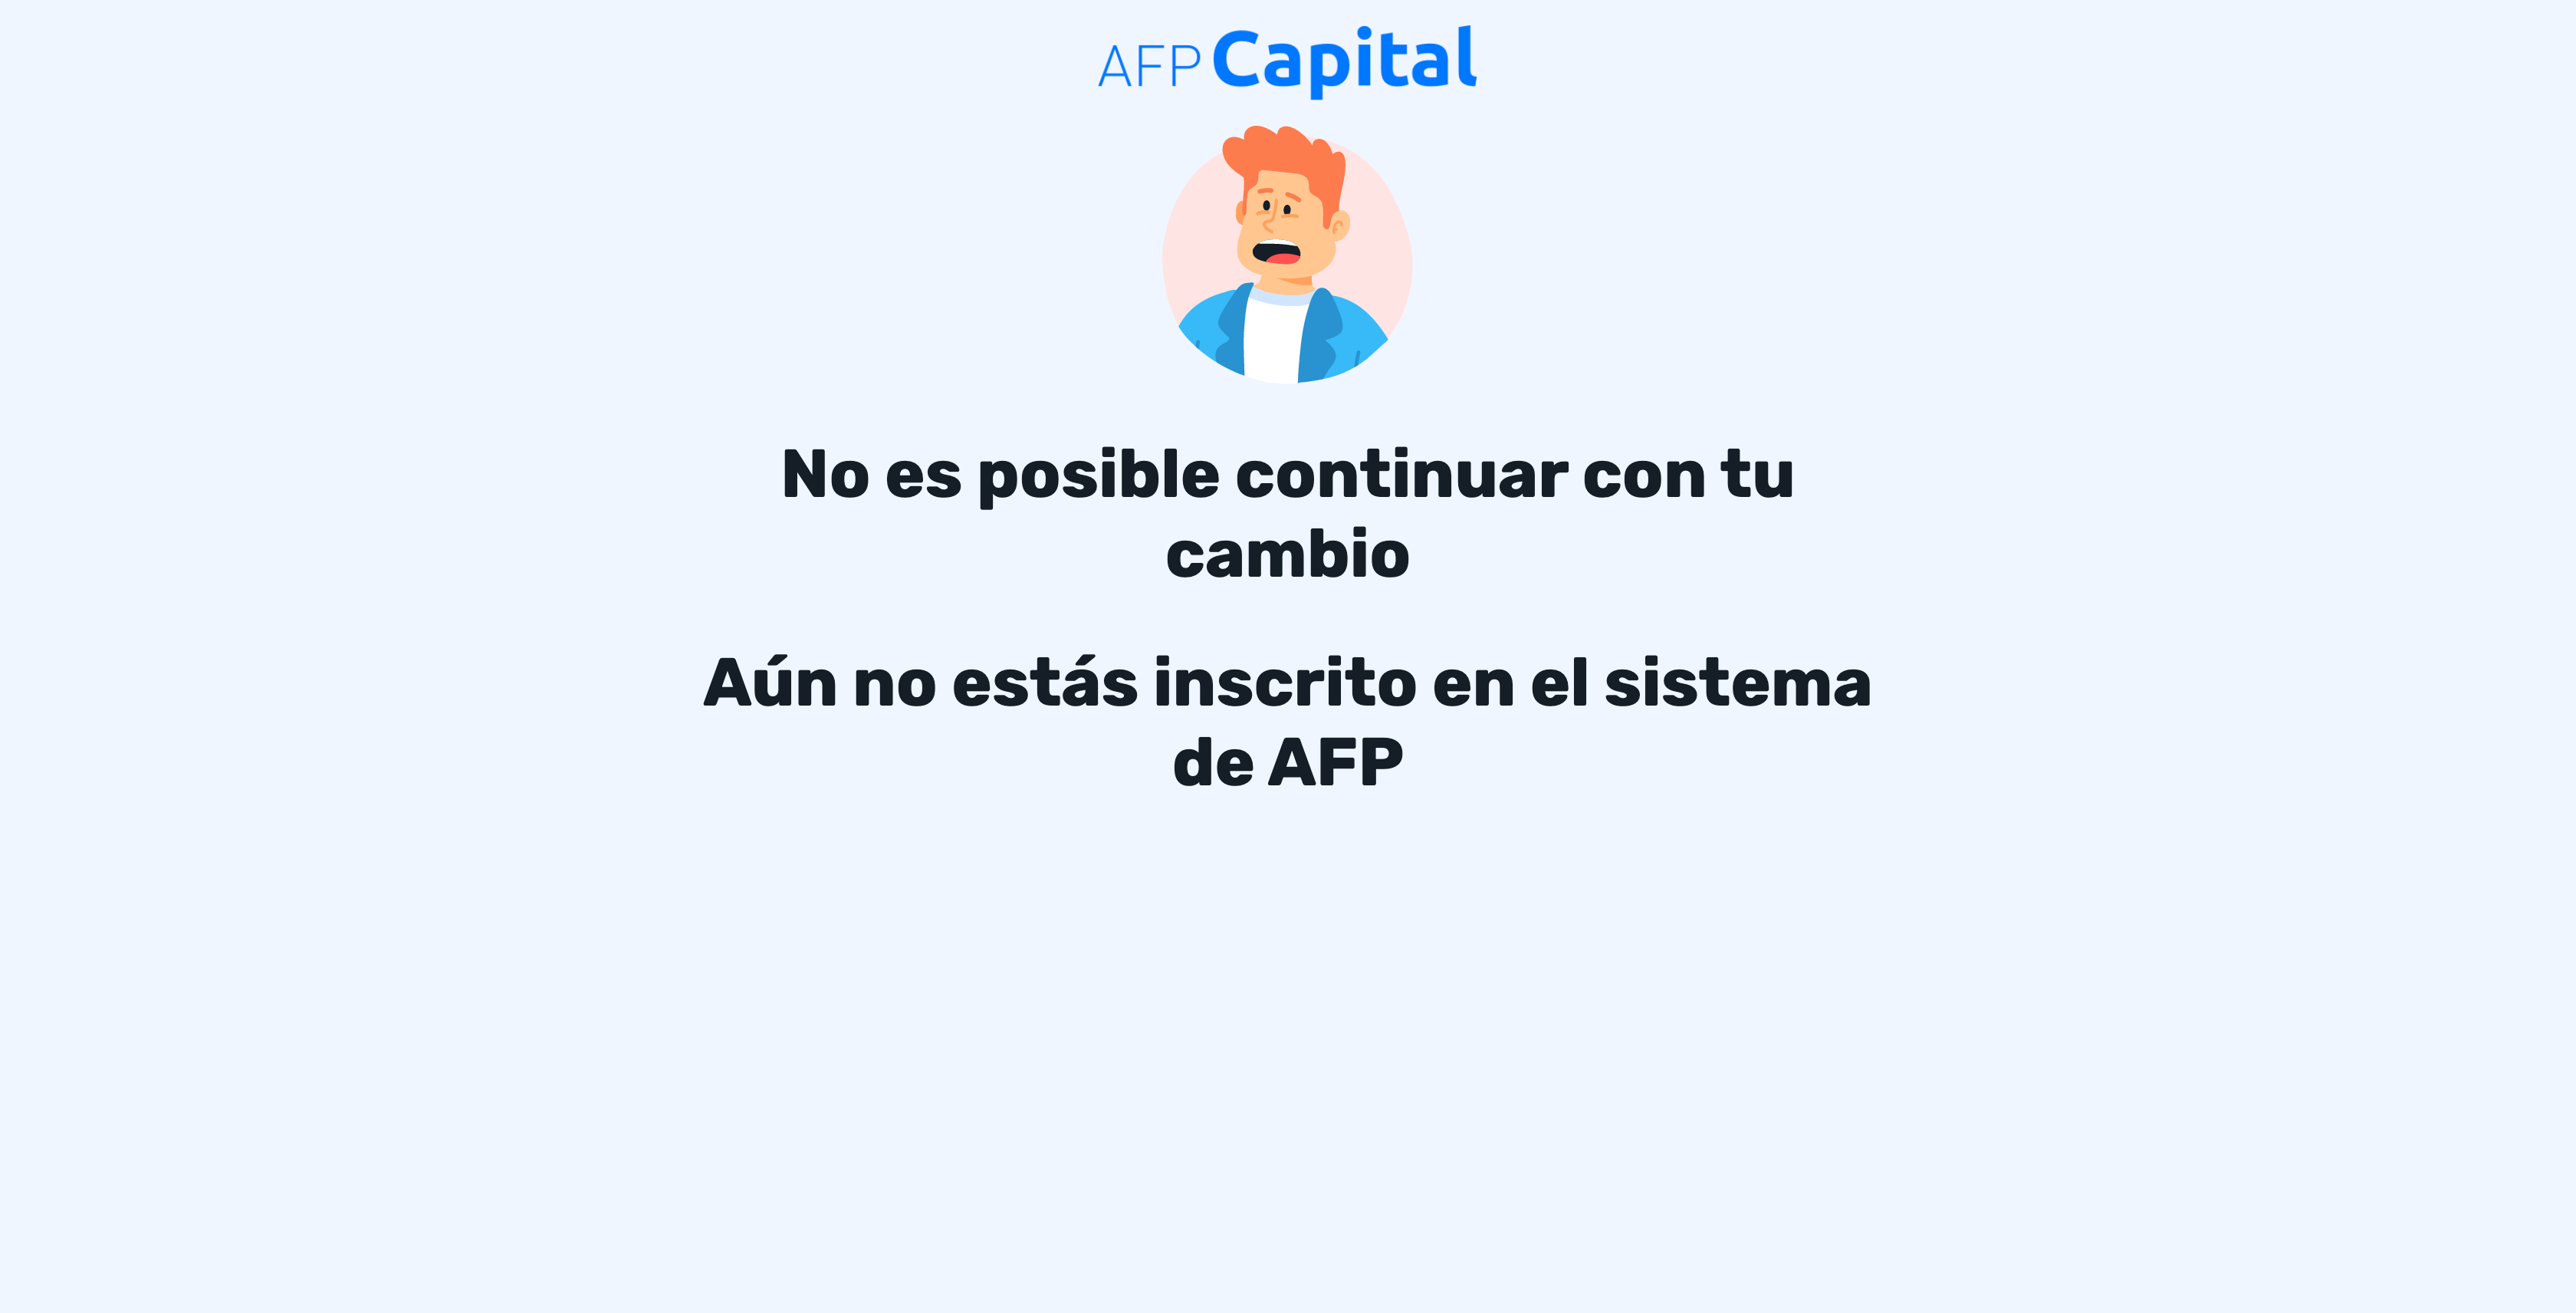 AFP Capital
No es posible continuar con tu
cambio
Aún no estás inscrito en el sistema
de AFP